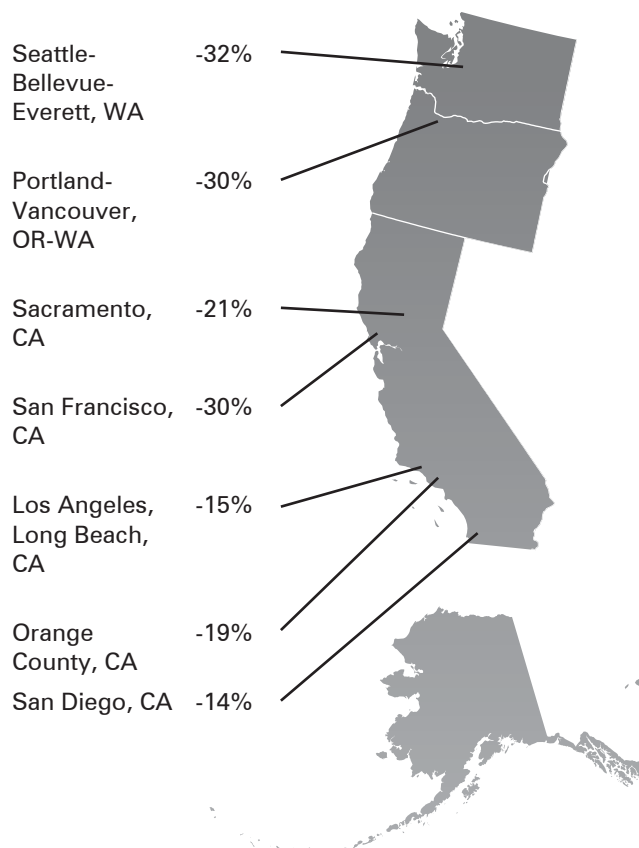 Seattle- -32%
Bellevue-
Everett, WA
Portland- -30%
Vancouver,
OR-WA
Sacramento, -21%
CA
San Francisco, -30%
CA
Los Angeles, -15%
Long Beach,
CA
Orange -19%
County, CA
San Diego, CA -14%